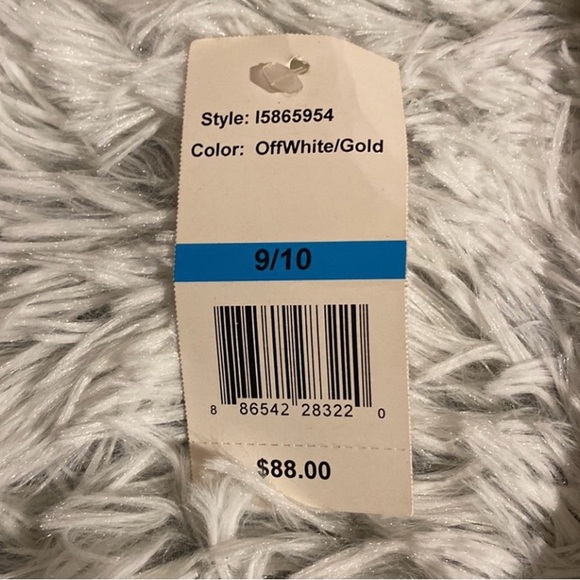 Style: I5865954
Color: OffWhite/Gold
9/10
8 86542 28322 0
$88.00